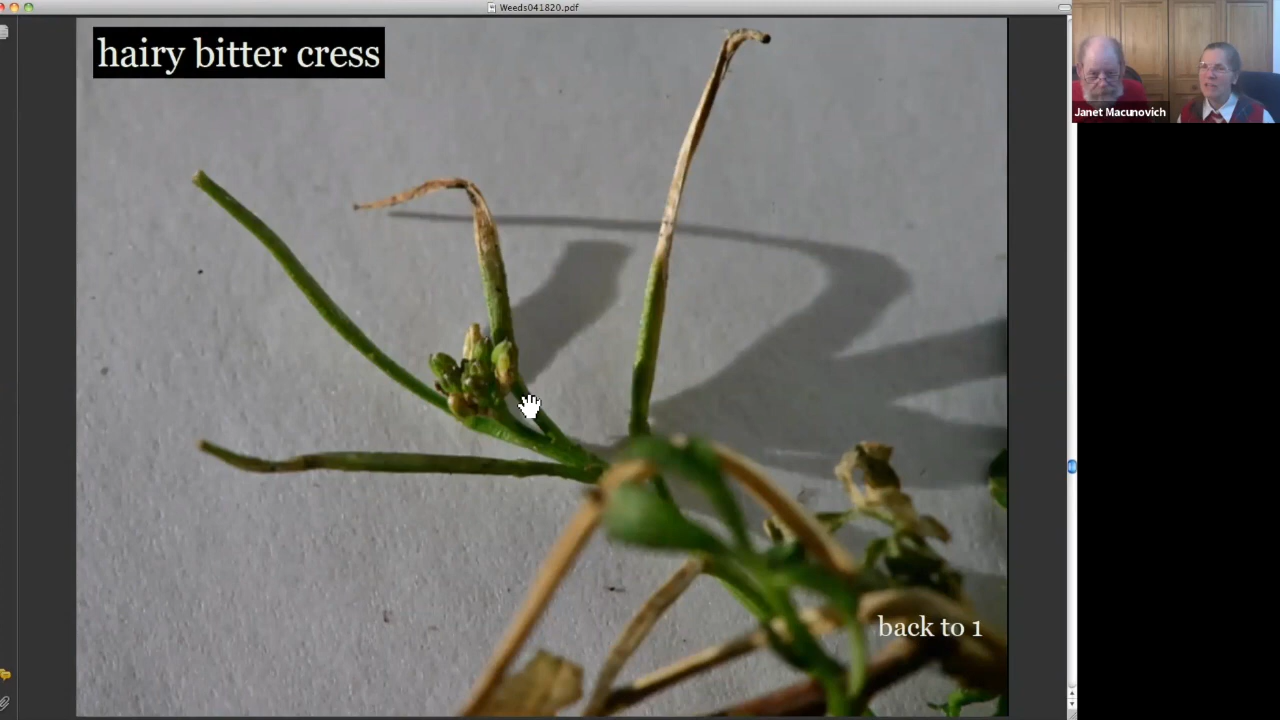 Weeds041820.pdf
hairy bitter cress
Janet Macunovich
back to 1